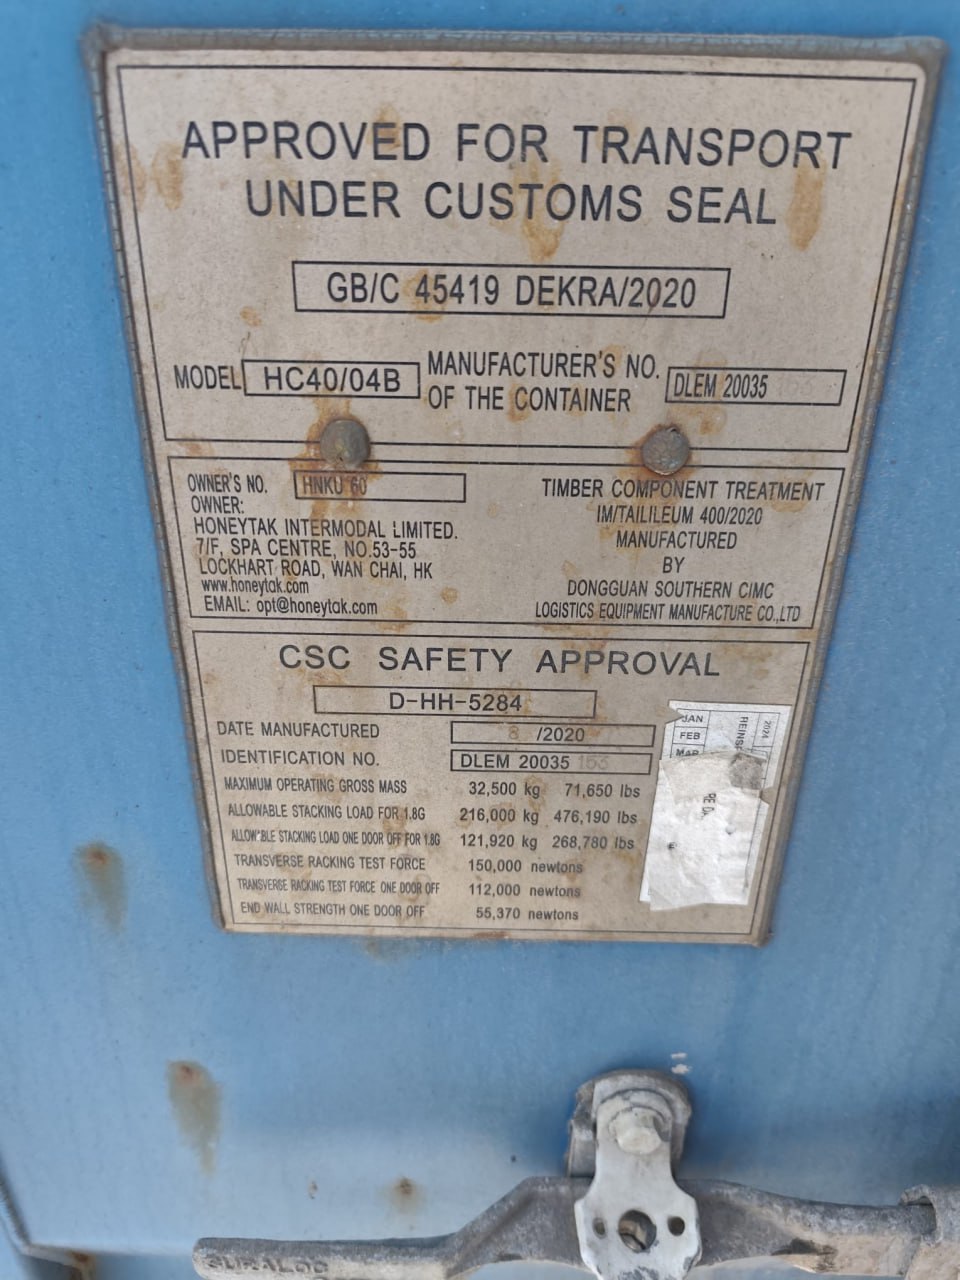 APPROVED FOR TRANSPORT
UNDER CUSTOMS SEAL
GB/C 45419 DEKRA/2020
MODEL HC40/04B MANUFACTURER'S NO. OF THE CONTAINER DLEM 20035
OWNER'S NO. HNKU 60
OWNER:
HONEYTAK INTERMODAL LIMITED.
7/F, SPA CENTRE, NO.53-55
LOCKHART ROAD, WAN CHAI, HK
www.honeytak.com
EMAIL: opt@honeytak.com
TIMBER COMPONENT TREATMENT
IM/TAILILEUM 400/2020
MANUFACTURED
BY
DONGGUAN SOUTHERN CIMC
LOGISTICS EQUIPMENT MANUFACTURE CO.,LTD
CSC SAFETY APPROVAL
D-HH-5284
DATE MANUFACTURED 8 /2020
IDENTIFICATION NO. DLEM 20035 153
MAXIMUM OPERATING GROSS MASS 32,500 kg 71,650 lbs
ALLOWABLE STACKING LOAD FOR 1.8G 216,000 kg 476,190 lbs
ALLOWABLE STACKING LOAD ONE DOOR OFF FOR 1.8G 121,920 kg 268,780 lbs
TRANSVERSE RACKING TEST FORCE 150,000 newtons
TRANSVERSE RACKING TEST FORCE ONE DOOR OFF 112,000 newtons
END WALL STRENGTH ONE DOOR OFF 55,370 newtons
JAN
FEB
MAR
2024